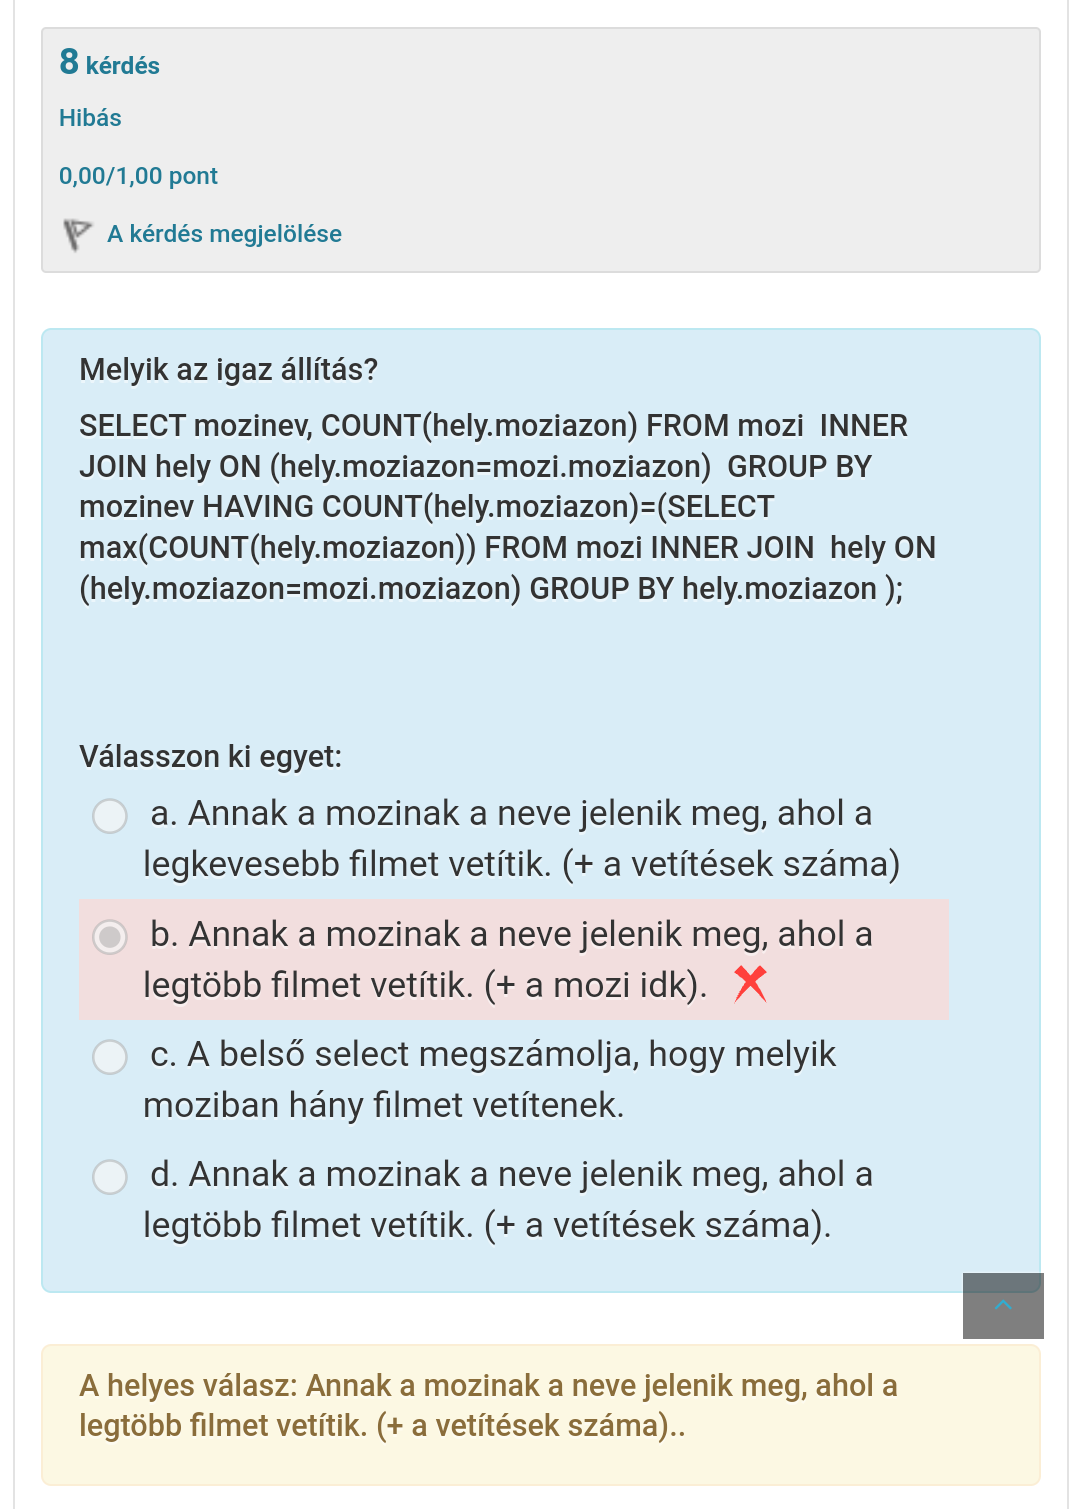 8 kérdés
Hibás
0,00/1,00 pont
A kérdés megjelölése
Melyik az igaz állítás?
SELECT mozinev, COUNT(hely.moziazon) FROM mozi  INNER
JOIN hely ON (hely.moziazon=mozi.moziazon)  GROUP BY
mozinev HAVING COUNT(hely.moziazon)=(SELECT
max(COUNT(hely.moziazon)) FROM mozi INNER JOIN  hely ON
(hely.moziazon=mozi.moziazon) GROUP BY hely.moziazon );
Válasszon ki egyet:
a. Annak a mozinak a neve jelenik meg, ahol a
legkevesebb filmet vetítik. (+ a vetítések száma)
b. Annak a mozinak a neve jelenik meg, ahol a
legtöbb filmet vetítik. (+ a mozi idk).
c. A belső select megszámolja, hogy melyik
moziban hány filmet vetítenek.
d. Annak a mozinak a neve jelenik meg, ahol a
legtöbb filmet vetítik. (+ a vetítések száma).
A helyes válasz: Annak a mozinak a neve jelenik meg, ahol a
legtöbb filmet vetítik. (+ a vetítések száma)..